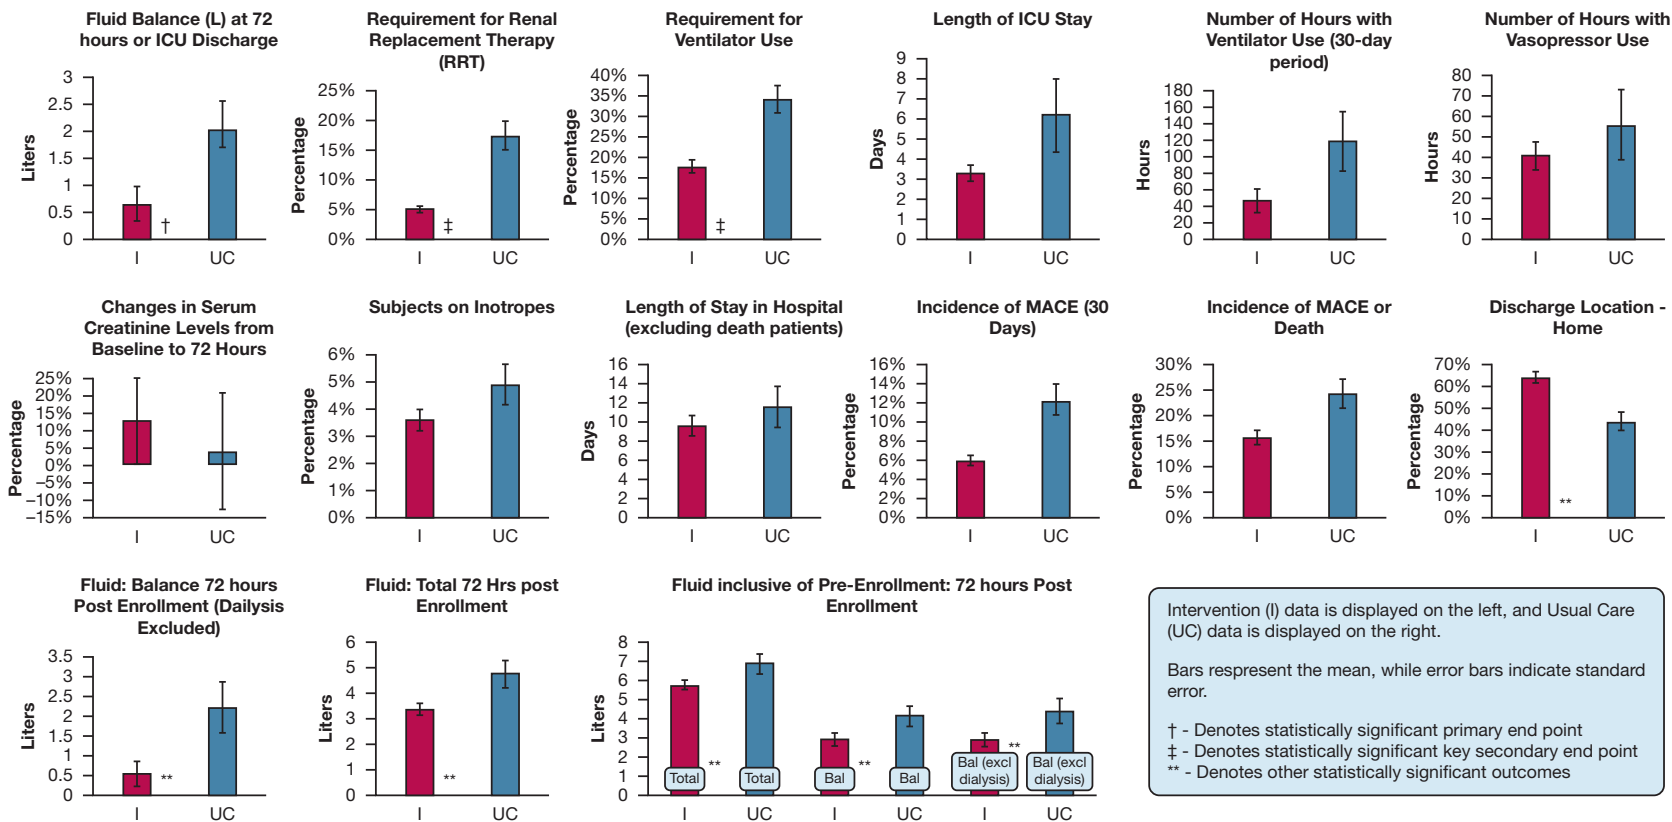 Fluid Balance (L) at 72
hours or ICU Discharge
Liters
3
2.5
2
1.5
1
0.5
0
†
I
UC
Requirement for Renal
Replacement Therapy
(RRT)
Percentage
25%
20%
15%
10%
5%
0%
‡
I
UC
Requirement for
Ventilator Use
Percentage
40%
35%
30%
25%
20%
15%
10%
5%
0%
‡
I
UC
Length of ICU Stay
Days
9
8
7
6
5
4
3
2
1
0
I
UC
Number of Hours with
Ventilator Use (30-day
period)
Hours
180
160
140
120
100
80
60
40
20
0
I
UC
Number of Hours with
Vasopressor Use
Hours
80
70
60
50
40
30
20
10
0
I
UC
Changes in Serum
Creatinine Levels from
Baseline to 72 Hours
Percentage
25%
20%
15%
10%
5%
0%
−5%
−10%
−15%
I
UC
Subjects on Inotropes
Percentage
6%
5%
4%
3%
2%
1%
0%
I
UC
Length of Stay in Hospital
(excluding death patients)
Days
16
14
12
10
8
6
4
2
0
I
UC
Incidence of MACE (30
Days)
Percentage
16%
14%
12%
10%
8%
6%
4%
2%
0%
I
UC
Incidence of MACE or
Death
Percentage
30%
25%
20%
15%
10%
5%
0%
I
UC
Discharge Location -
Home
Percentage
70%
60%
50%
40%
30%
20%
10%
0%
**
I
UC
Fluid: Balance 72 hours
Post Enrollment (Dailysis
Excluded)
Liters
3.5
3
2.5
2
1.5
1
0.5
0
**
I
UC
Fluid: Total 72 Hrs post
Enrollment
Liters
6
5
4
3
2
1
0
**
I
UC
Fluid inclusive of Pre-Enrollment: 72 hours Post
Enrollment
Liters
8
7
6
5
4
3
2
1
0
Total
**
Total
Bal
**
Bal
Bal (excl
dialysis)
**
Bal (excl
dialysis)
I
UC
I
UC
I
UC
Intervention (I) data is displayed on the left, and Usual Care
(UC) data is displayed on the right.
Bars respresent the mean, while error bars indicate standard
error.
† - Denotes statistically significant primary end point
‡ - Denotes statistically significant key secondary end point
** - Denotes other statistically significant outcomes